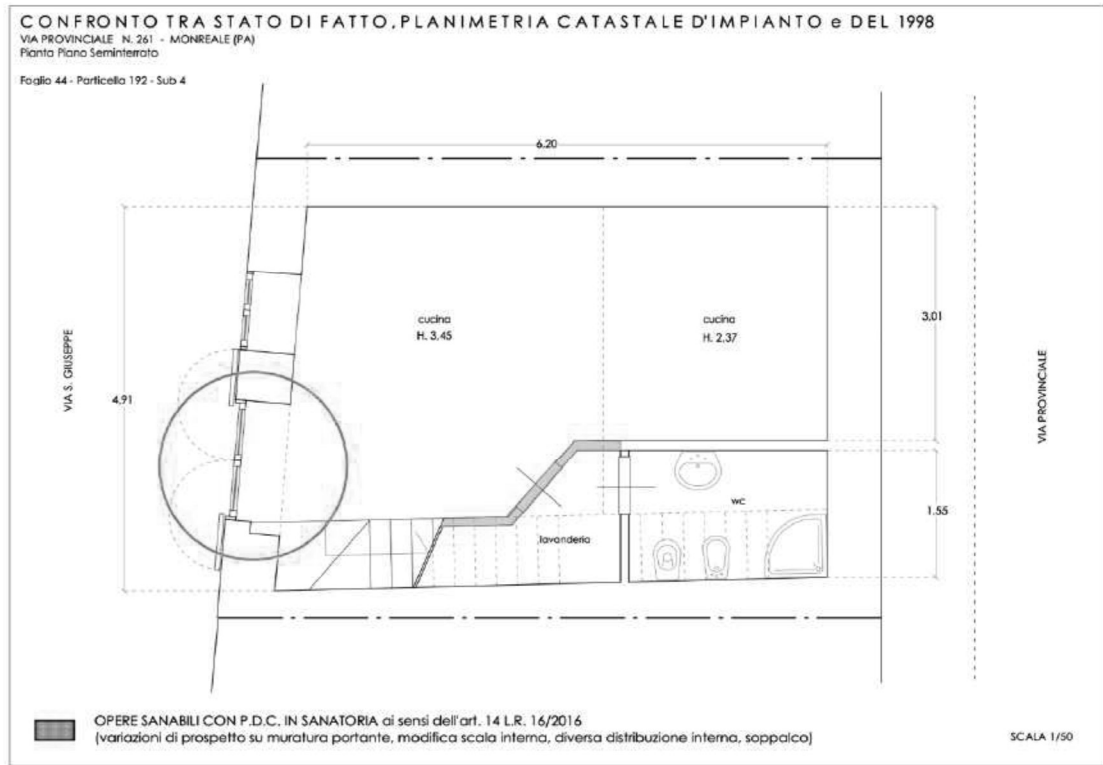 CONFRONTO TRA STATO DI FATTO, PLANIMETRIA CATASTALE D'IMPIANTO e DEL 1998
VIA PROVINCIALE N. 261 - MONREALE (PA)
Pianta Piano Seminterrato
Foglio 44 - Particella 192 - Sub 4
6.20
cucina
H. 3.45
cucina
H. 2.37
3.01
VIA S. GIUSEPPE
4.91
VIA PROVINCIALE
wc
1.55
lavanderia
OPERE SANABILI CON P.D.C. IN SANATORIA ai sensi dell'art. 14 L.R. 16/2016
(variazioni di prospetto su muratura portante, modifica scala interna, diversa distribuzione interna, soppalco)
SCALA 1/50